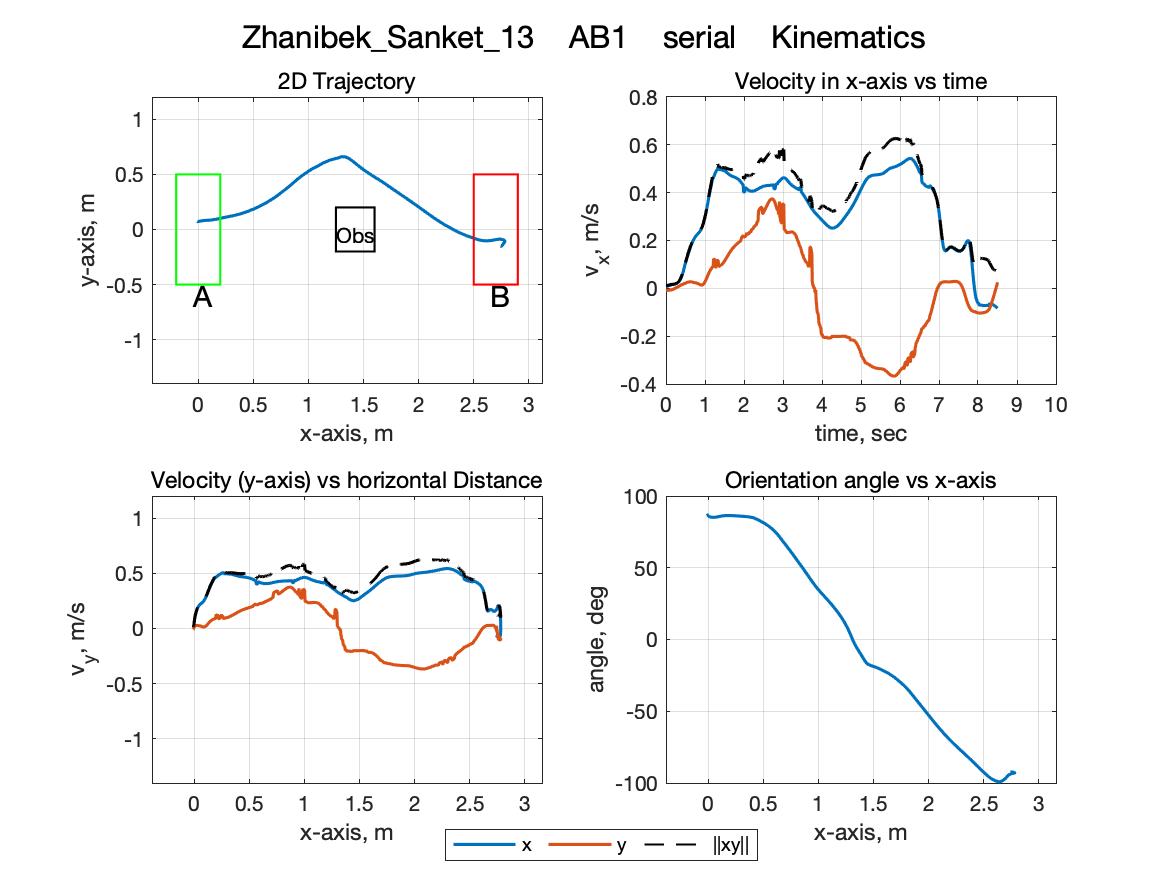 Zhanibek_Sanket_13 AB1 serial Kinematics
2D Trajectory
1
0.5
0
-0.5
-1
y-axis, m
Obs
A
B
0 0.5 1 1.5 2 2.5 3
x-axis, m
Velocity in x-axis vs time
0.8
0.6
0.4
0.2
0
-0.2
-0.4
v_x, m/s
0 1 2 3 4 5 6 7 8 9 10
time, sec
Velocity (y-axis) vs horizontal Distance
1
0.5
0
-0.5
-1
v_y, m/s
0 0.5 1 1.5 2 2.5 3
x-axis, m
Orientation angle vs x-axis
100
50
0
-50
-100
angle, deg
0 0.5 1 1.5 2 2.5 3
x-axis, m
x y ||xy||